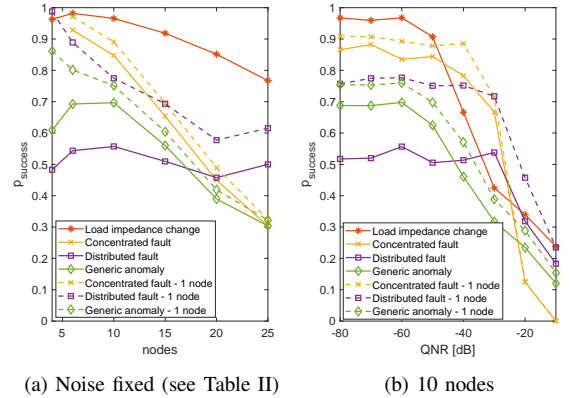 1
0.9
0.8
0.7
0.6
0.5
0.4
0.3
0.2
0.1
0
p_success
Load impedance change
Concentrated fault
Distributed fault
Generic anomaly
Concentrated fault - 1 node
Distributed fault - 1 node
Generic anomaly - 1 node
5 10 15 20 25
nodes
(a) Noise fixed (see Table II)
1
0.9
0.8
0.7
0.6
0.5
0.4
0.3
0.2
0.1
0
p_success
Load impedance change
Concentrated fault
Distributed fault
Generic anomaly
Concentrated fault - 1 node
Distributed fault - 1 node
Generic anomaly - 1 node
-80 -60 -40 -20
QNR [dB]
(b) 10 nodes